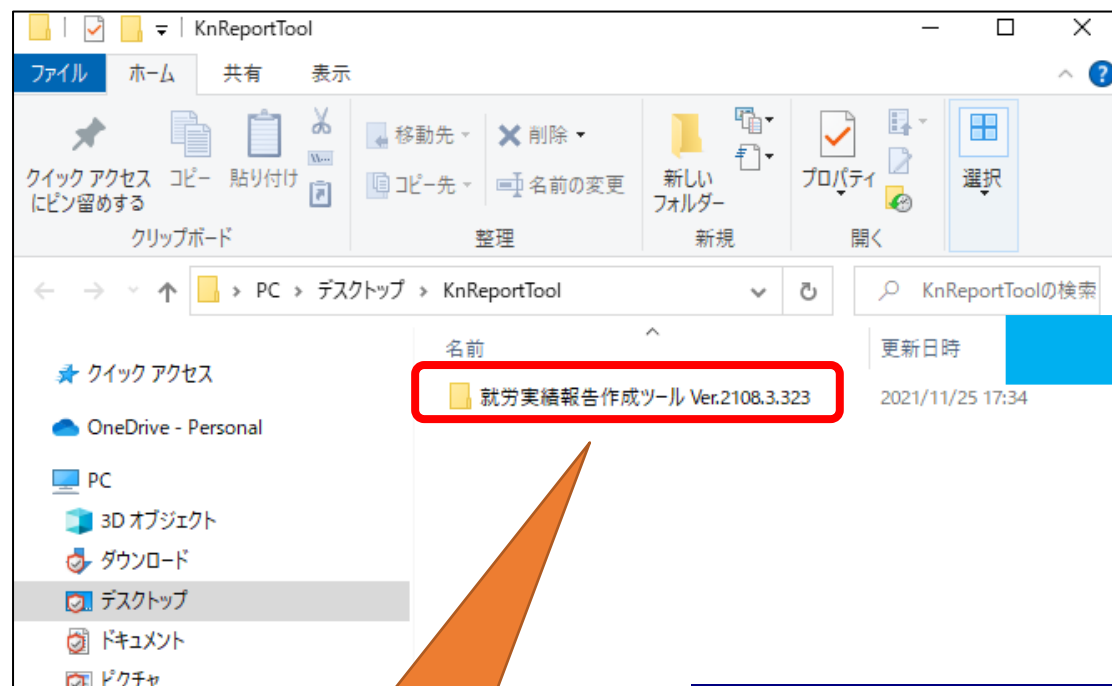 KnReportTool
ファイル ホーム 共有 表示
クイック アクセス
にピン留めする
コピー
貼り付け
クリップボード
移動先
コピー先
削除
名前の変更
整理
新しい
フォルダー
新規
プロパティ
開く
選択
PC › デスクトップ › KnReportTool
KnReportToolの検索
名前 更新日時
就労実績報告作成ツール Ver.2108.3.323 2021/11/25 17:34
クイック アクセス
OneDrive - Personal
PC
3D オブジェクト
ダウンロード
デスクトップ
ドキュメント
ピクチャ